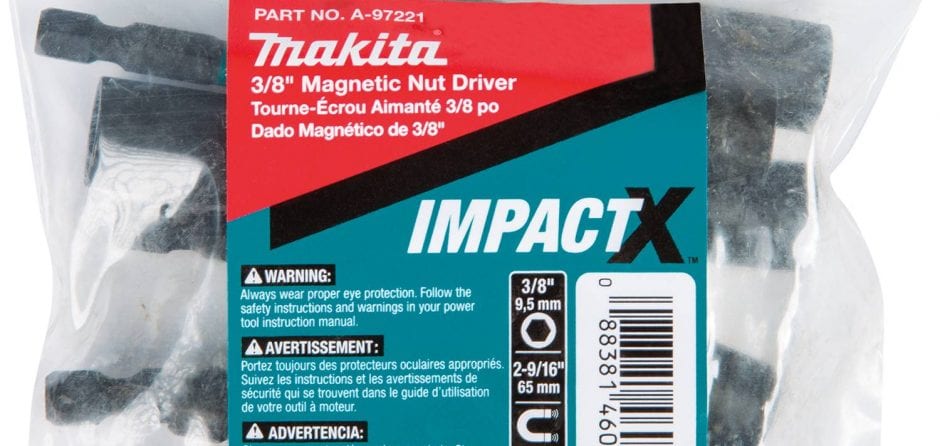 PART NO. A-97221
makita
3/8" Magnetic Nut Driver
Tourne-Écrou Aimanté 3/8 po
Dado Magnético de 3/8"
IMPACT X™
WARNING:
Always wear proper eye protection. Follow the
safety instructions and warnings in your power
tool instruction manual.
AVERTISSEMENT:
Portez toujours des protecteurs oculaires appropriés.
Suivez les instructions et les avertissements de
sécurité qui se trouvent dans le guide d'utilisation
de votre outil à moteur.
ADVERTENCIA:
3/8"
9,5 mm
2-9/16"
65 mm
0 88381 460